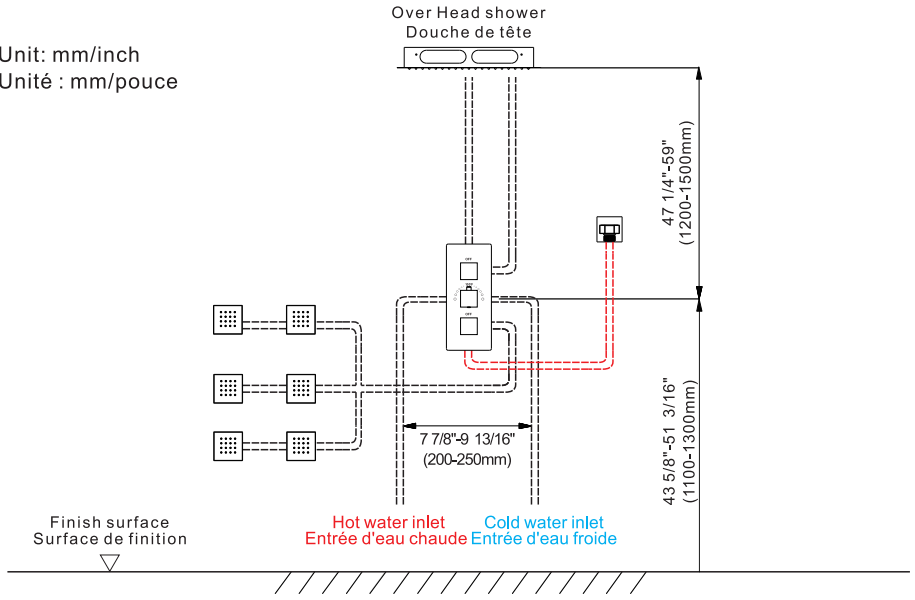 Over Head shower
Douche de tête
Unit: mm/inch
Unité : mm/pouce
47 1/4"-59"
(1200-1500mm)
OFF
OFF
7 7/8"-9 13/16"
(200-250mm)
43 5/8"-51 3/16"
(1100-1300mm)
Hot water inlet
Entrée d'eau chaude
Cold water inlet
Entrée d'eau froide
Finish surface
Surface de finition